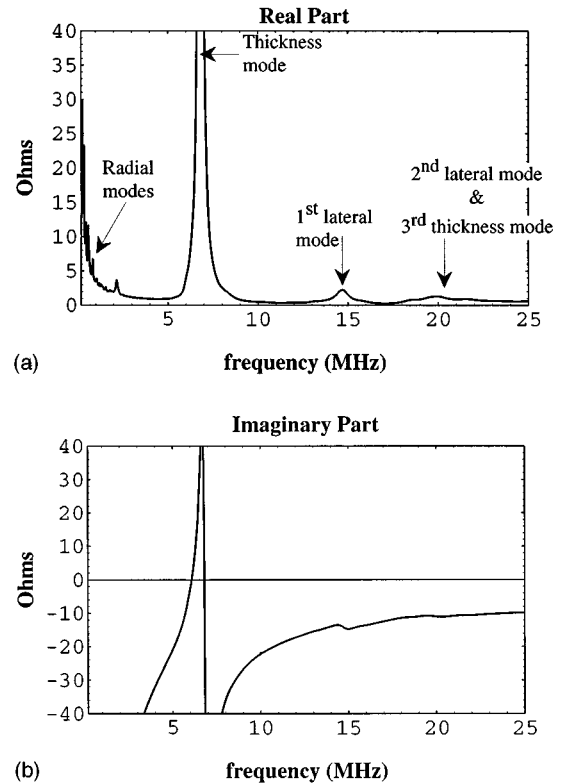 Real Part
40
35
30
25
20
15
10
5
0
Ohms
Thickness
mode
Radial
modes
1st lateral
mode
2nd lateral mode
&
3rd thickness mode
5
10
15
20
25
(a)
frequency (MHz)
Imaginary Part
40
30
20
10
0
-10
-20
-30
-40
Ohms
5
10
15
20
25
(b)
frequency (MHz)